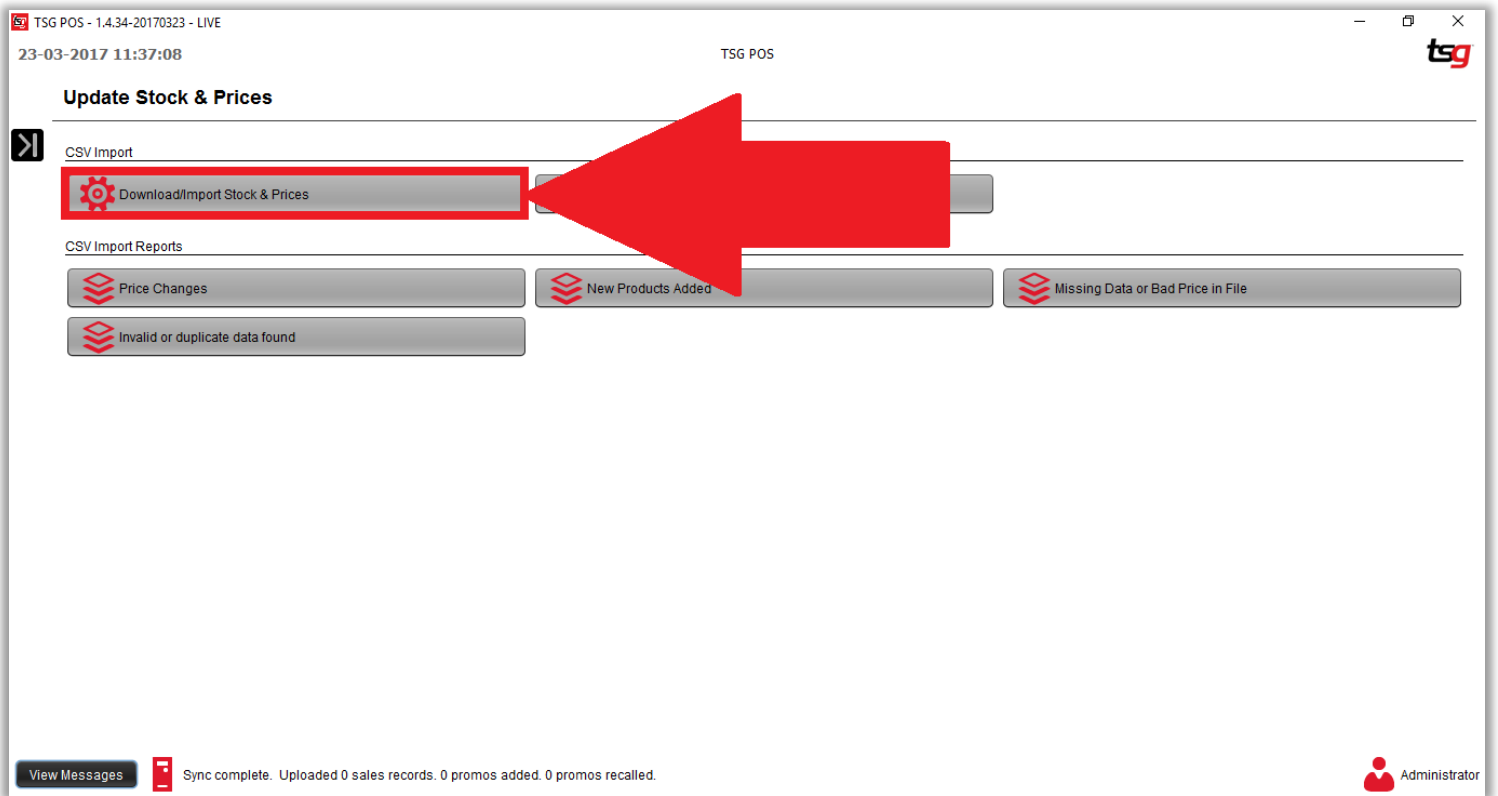 TSG POS - 1.4.34-20170323 - LIVE
23-03-2017 11:37:08
TSG POS
tsg
Update Stock & Prices
CSV Import
Download/Import Stock & Prices
CSV Import Reports
Price Changes
New Products Added
Missing Data or Bad Price in File
Invalid or duplicate data found
View Messages
Sync complete. Uploaded 0 sales records. 0 promos added. 0 promos recalled.
Administrator